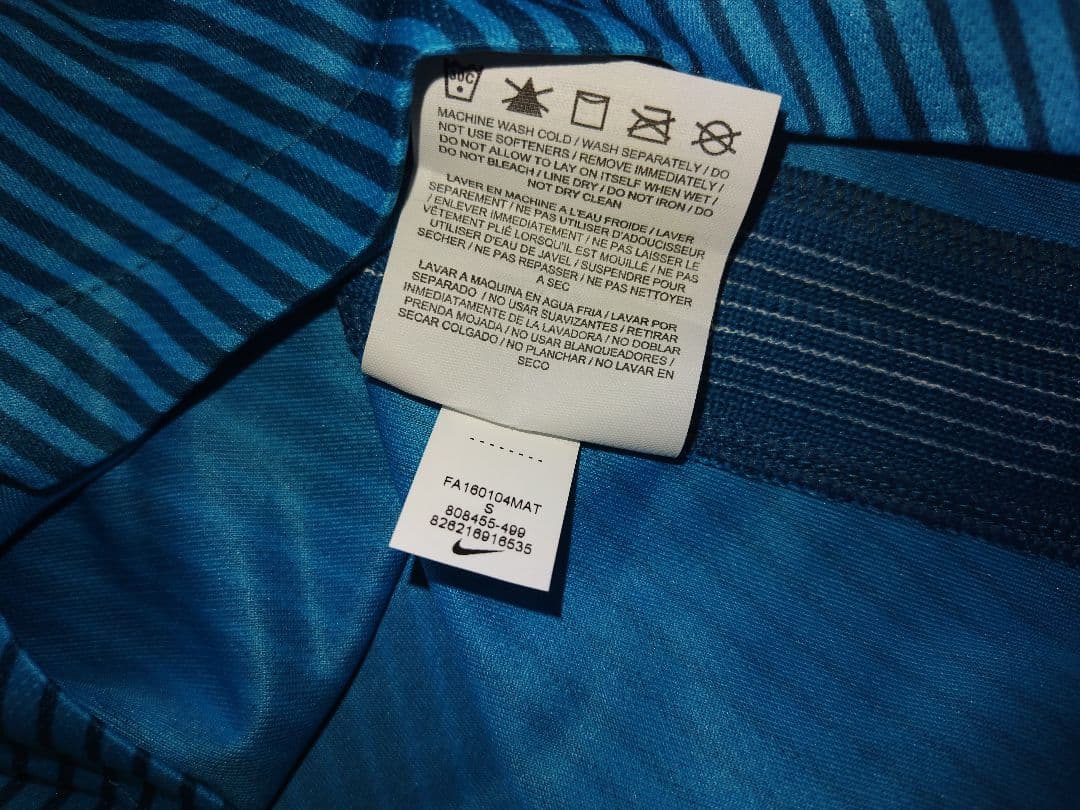 30C
MACHINE WASH COLD / WASH SEPARATELY / DO
NOT USE SOFTENERS / REMOVE IMMEDIATELY /
DO NOT ALLOW TO LAY ON ITSELF WHEN WET /
DO NOT BLEACH / LINE DRY / DO NOT IRON / DO
NOT DRY CLEAN
LAVER EN MACHINE A L'EAU FROIDE / LAVER
SEPAREMENT / NE PAS UTILISER D'ADOUCISSEUR
/ ENLEVER IMMEDIATEMENT / NE PAS LAISSER LE
VÊTEMENT PLIÉ LORSQU'IL EST MOUILLÉ / NE PAS
UTILISER D'EAU DE JAVEL / SUSPENDRE POUR
SECHER / NE PAS REPASSER / NE PAS NETTOYER
A SEC
LAVAR A MAQUINA EN AGUA FRIA / LAVAR POR
SEPARADO / NO USAR SUAVIZANTES / RETIRAR
INMEDIATAMENTE DE LA LAVADORA / NO DOBLAR
PRENDA MOJADA / NO USAR BLANQUEADORES /
SECAR COLGADO / NO PLANCHAR / NO LAVAR EN
SECO
FA160104MAT
S
808455-499
826216916535